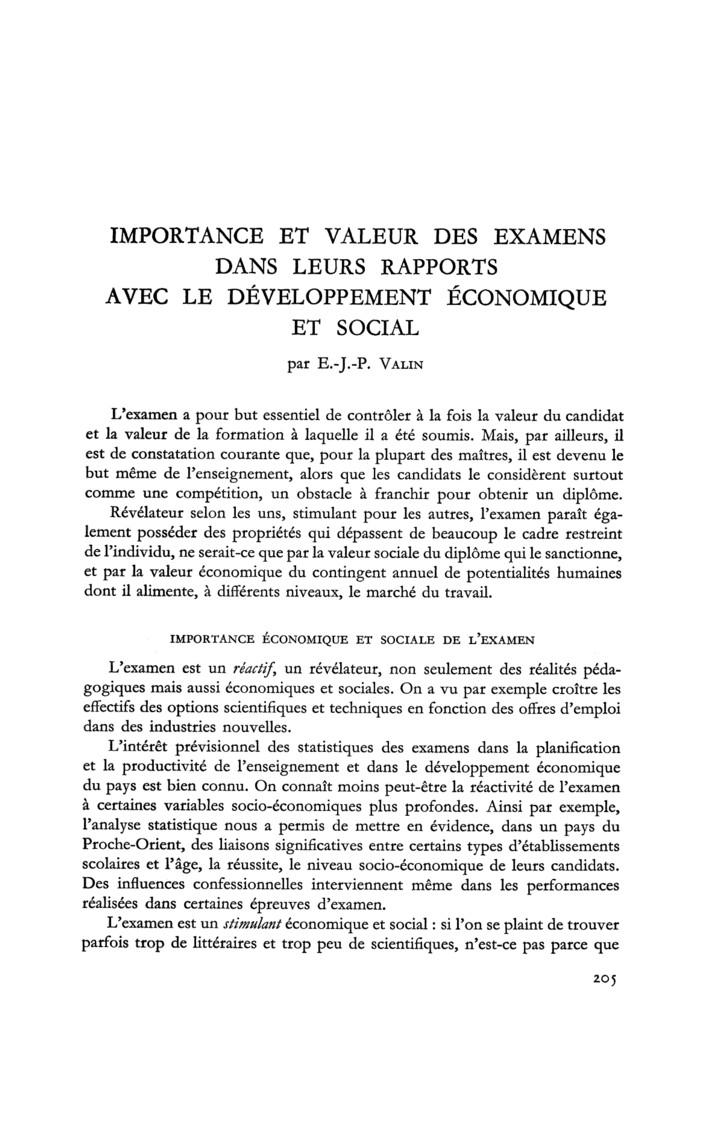 IMPORTANCE ET VALEUR DES EXAMENS
DANS LEURS RAPPORTS
AVEC LE DÉVELOPPEMENT ÉCONOMIQUE
ET SOCIAL
par E.-J.-P. VALIN
L'examen a pour but essentiel de contrôler à la fois la valeur du candidat
et la valeur de la formation à laquelle il a été soumis. Mais, par ailleurs, il
est de constatation courante que, pour la plupart des maîtres, il est devenu le
but même de l'enseignement, alors que les candidats le considèrent surtout
comme une compétition, un obstacle à franchir pour obtenir un diplôme.
Révélateur selon les uns, stimulant pour les autres, l'examen paraît éga-
lement posséder des propriétés qui dépassent de beaucoup le cadre restreint
de l'individu, ne serait-ce que par la valeur sociale du diplôme qui le sanctionne,
et par la valeur économique du contingent annuel de potentialités humaines
dont il alimente, à différents niveaux, le marché du travail.
IMPORTANCE ÉCONOMIQUE ET SOCIALE DE L'EXAMEN
L'examen est un réactif, un révélateur, non seulement des réalités péda-
gogiques mais aussi économiques et sociales. On a vu par exemple croître les
effectifs des options scientifiques et techniques en fonction des offres d'emploi
dans des industries nouvelles.
L'intérêt prévisionnel des statistiques des examens dans la planification
et la productivité de l'enseignement et dans le développement économique
du pays est bien connu. On connaît moins peut-être la réactivité de l'examen
à certaines variables socio-économiques plus profondes. Ainsi par exemple,
l'analyse statistique nous a permis de mettre en évidence, dans un pays du
Proche-Orient, des liaisons significatives entre certains types d'établissements
scolaires et l'âge, la réussite, le niveau socio-économique de leurs candidats.
Des influences confessionnelles interviennent même dans les performances
réalisées dans certaines épreuves d'examen.
L'examen est un stimulant économique et social : si l'on se plaint de trouver
parfois trop de littéraires et trop peu de scientifiques, n'est-ce pas parce que
205